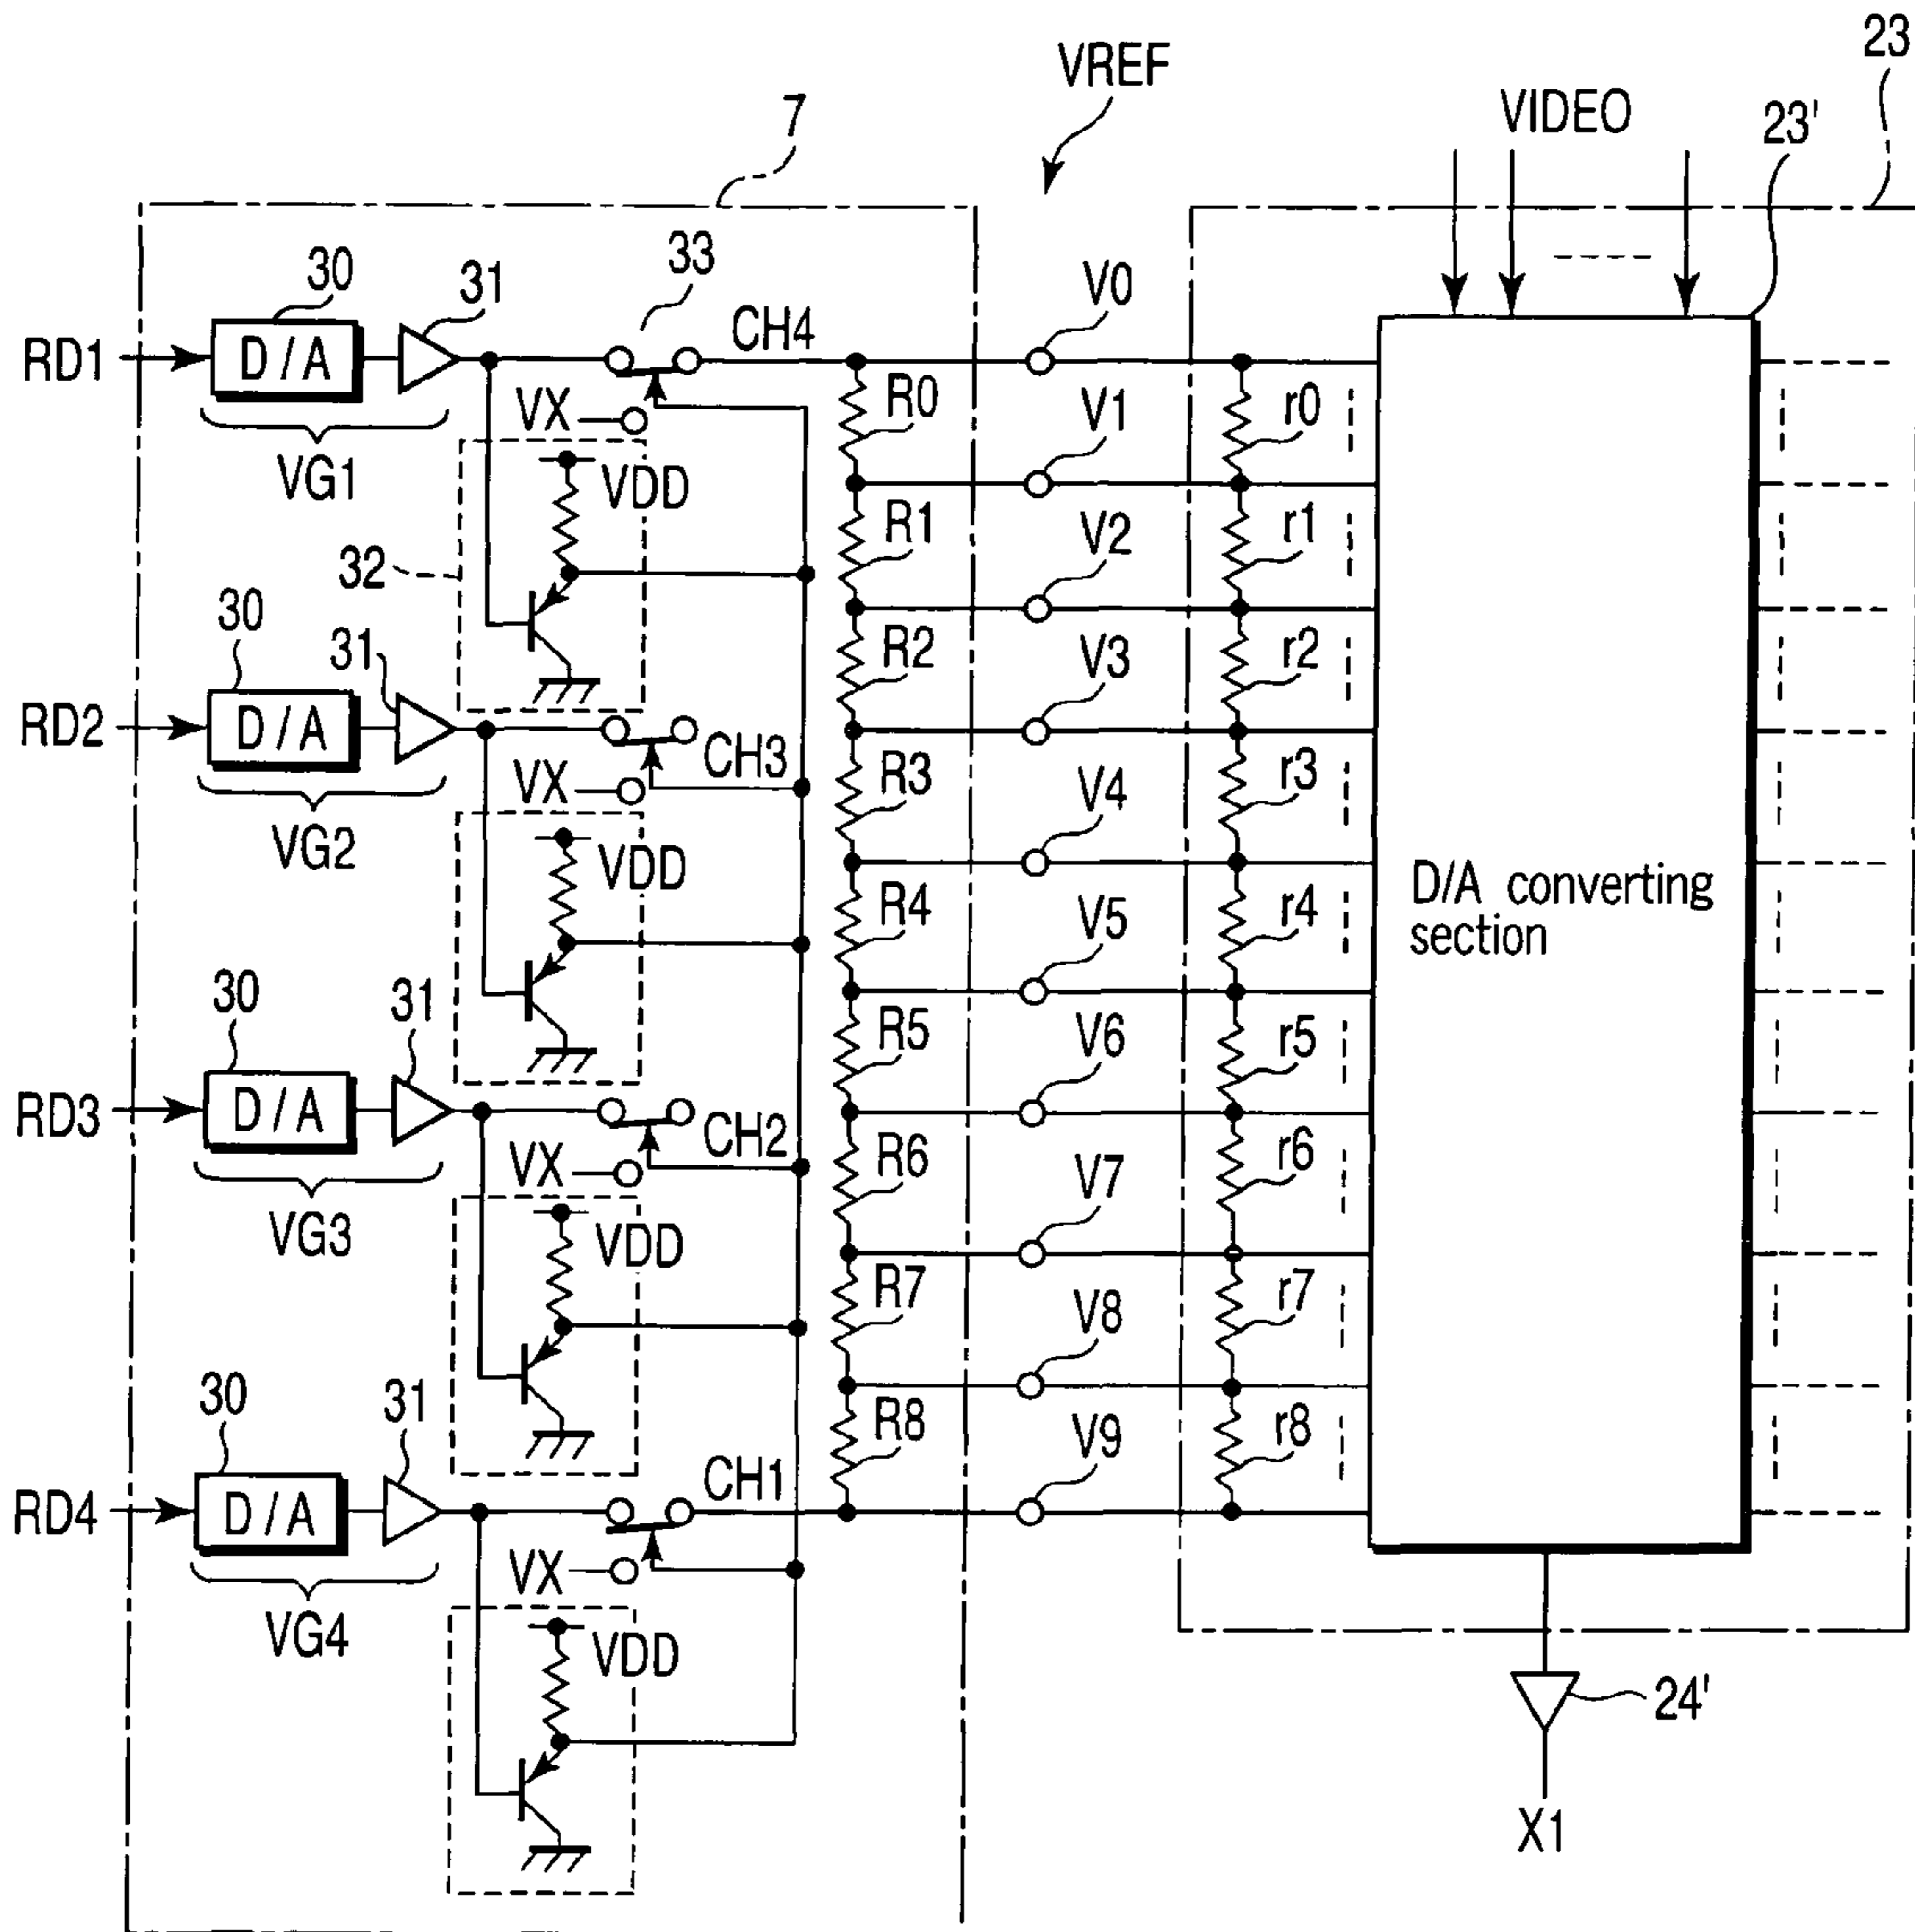 23
VREF
7
VIDEO
23'
33
30
31
V0
CH4
RD1
D/A
R0
r0
VX
V1
VG1
VDD
R1
r1
V2
32
30
31
R2
r2
V3
RD2
D/A
CH3
R3
r3
VX
V4
VG2
VDD
R4
r4
D/A converting
section
V5
30
31
R5
r5
V6
RD3
D/A
CH2
R6
r6
VX
V7
VG3
VDD
R7
r7
V8
30
31
R8
r8
CH1
V9
RD4
D/A
VX
VG4
VDD
24'
X1